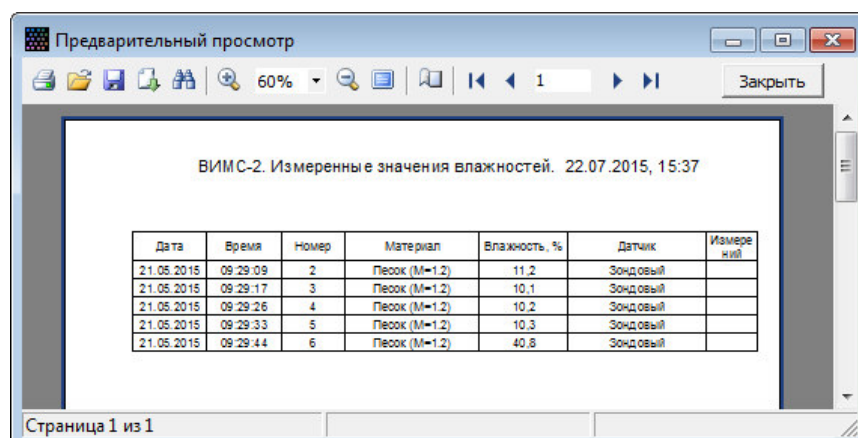 Предварительный просмотр
60% 1 Закрыть
ВИМС-2. Измеренные значения влажностей. 22.07.2015, 15:37
Дата Время Номер Материал Влажность, % Датчик Измере
ний
21.05.2015 09:29:09 2 Песок (М=1.2) 11,2 Зондовый
21.05.2015 09:29:17 3 Песок (М=1.2) 10,1 Зондовый
21.05.2015 09:29:26 4 Песок (М=1.2) 10,2 Зондовый
21.05.2015 09:29:33 5 Песок (М=1.2) 10,3 Зондовый
21.05.2015 09:29:44 6 Песок (М=1.2) 40,8 Зондовый
Страница 1 из 1